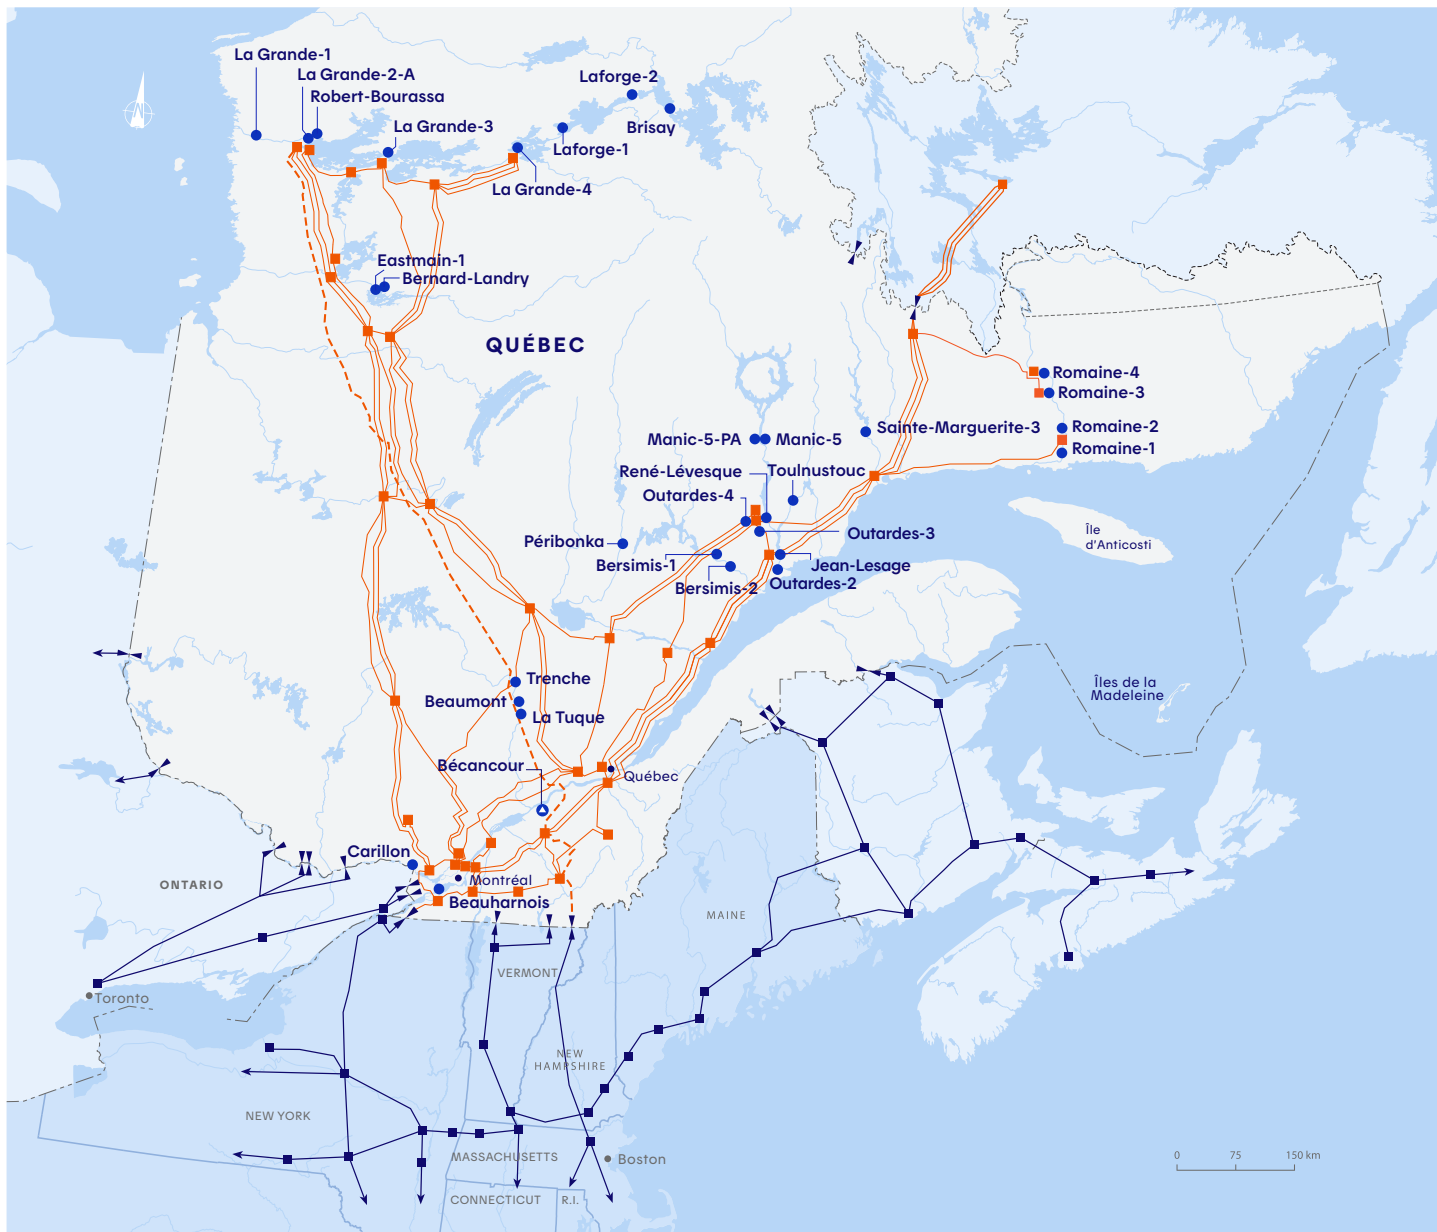 La Grande-1
La Grande-2-A
Laforge-2
Robert-Bourassa
La Grande-3
Brisay
Laforge-1
La Grande-4
Eastmain-1
Bernard-Landry
QUÉBEC
Romaine-4
Romaine-3
Romaine-2
Sainte-Marguerite-3
Manic-5-PA
Manic-5
Romaine-1
René-Lévesque
Toulnustouc
Outardes-4
Île
d'Anticosti
Outardes-3
Péribonka
Bersimis-1
Jean-Lesage
Outardes-2
Bersimis-2
Trenche
Îles de la
Madeleine
Beaumont
La Tuque
Bécancour
Québec
Carillon
Montréal
ONTARIO
Beauharnois
MAINE
VERMONT
Toronto
NEW
HAMPSHIRE
NEW YORK
MASSACHUSETTS
Boston
0 75 150 km
CONNECTICUT
R.I.